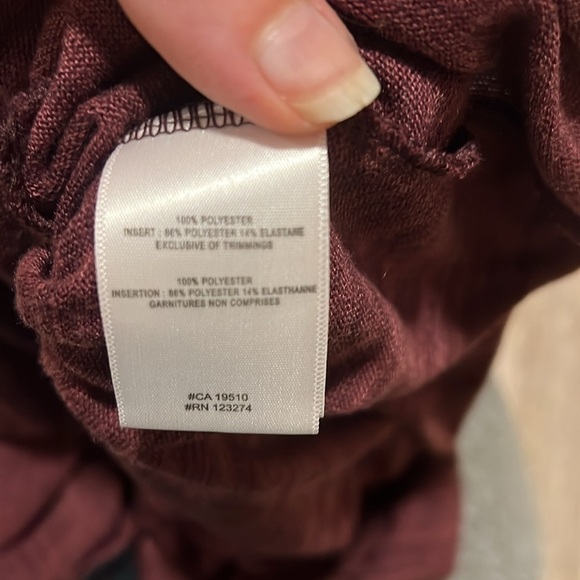 100% POLYESTER
INSERT : 86% POLYESTER 14% ELASTANE
EXCLUSIVE OF TRIMMINGS
100% POLYESTER
INSERTION : 86% POLYESTER 14% ELASTHANNE
GARNITURES NON COMPRISES
#CA 19510
#RN 123274